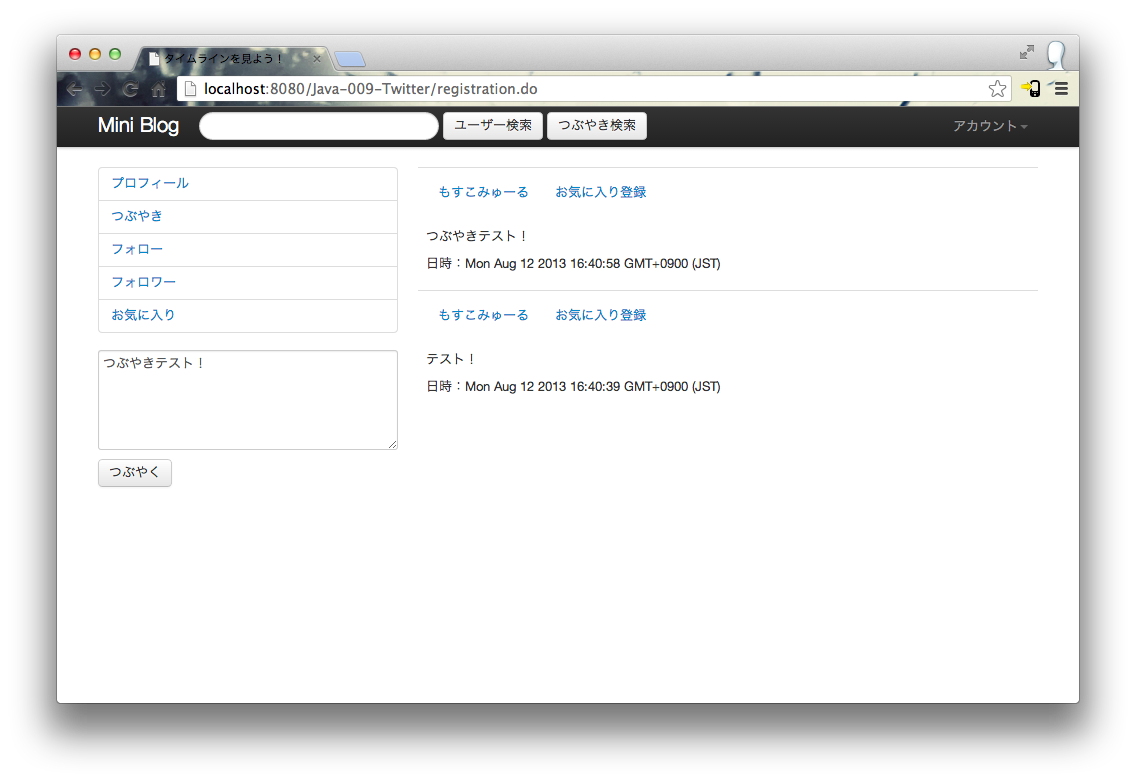 タイムラインを見よう！
localhost:8080/Java-009-Twitter/registration.do
Mini Blog ユーザー検索 つぶやき検索 アカウント
プロフィール
つぶやき
フォロー
フォロワー
お気に入り
つぶやきテスト！
つぶやく
もすこみゅーる お気に入り登録
つぶやきテスト！
日時：Mon Aug 12 2013 16:40:58 GMT+0900 (JST)
もすこみゅーる お気に入り登録
テスト！
日時：Mon Aug 12 2013 16:40:39 GMT+0900 (JST)